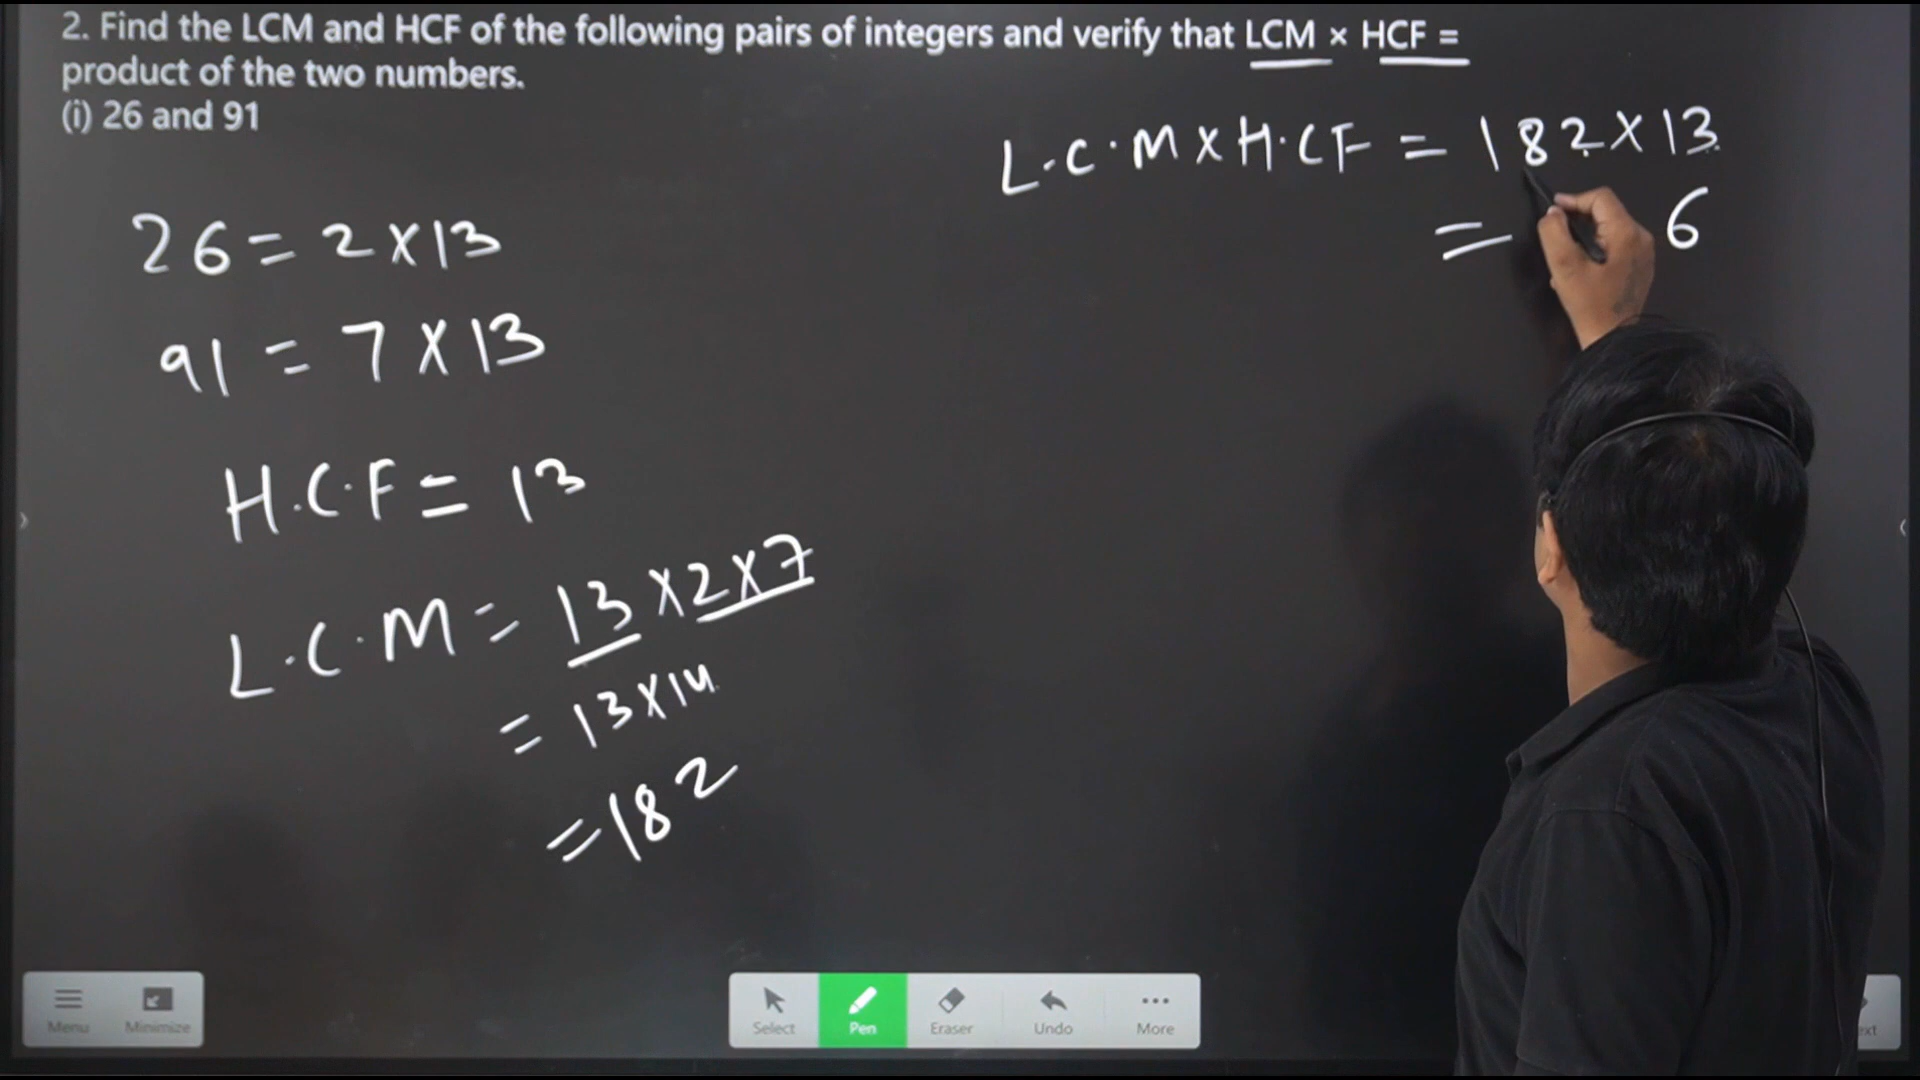 2. Find the LCM and HCF of the following pairs of integers and verify that LCM × HCF =
product of the two numbers.
(i) 26 and 91
26 = 2 × 13
91 = 7 × 13
H.C.F = 13
L.C.M = 13 × 2 × 7
= 13 × 14
= 182
L.C.M × H.CF = 182 × 13
= 6
Menu
Minimize
Select
Pen
Eraser
Undo
More